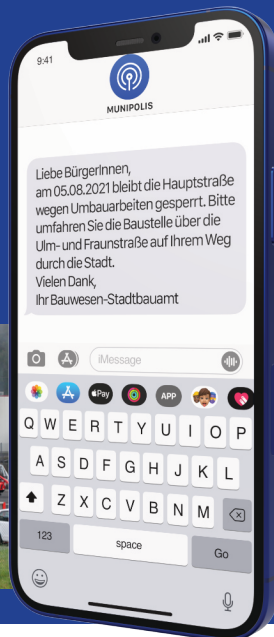 9:41
MUNIPOLIS
Liebe BürgerInnen,
am 05.08.2021 bleibt die Hauptstraße
wegen Umbauarbeiten gesperrt. Bitte
umfahren Sie die Baustelle über die
Ulm- und Fraunstraße auf Ihrem Weg
durch die Stadt.
Vielen Dank,
Ihr Bauwesen-Stadtbauamt
iMessage
Pay APP
Q W E R T Y U I O P
A S D F G H J K L
Z X C V B N M
123 space Go